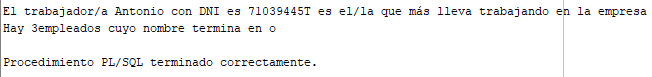 El trabajador/a Antonio con DNI es 71039445T es el/la que más lleva trabajando en la empresa
Hay 3empleados cuyo nombre termina en o
Procedimiento PL/SQL terminado correctamente.